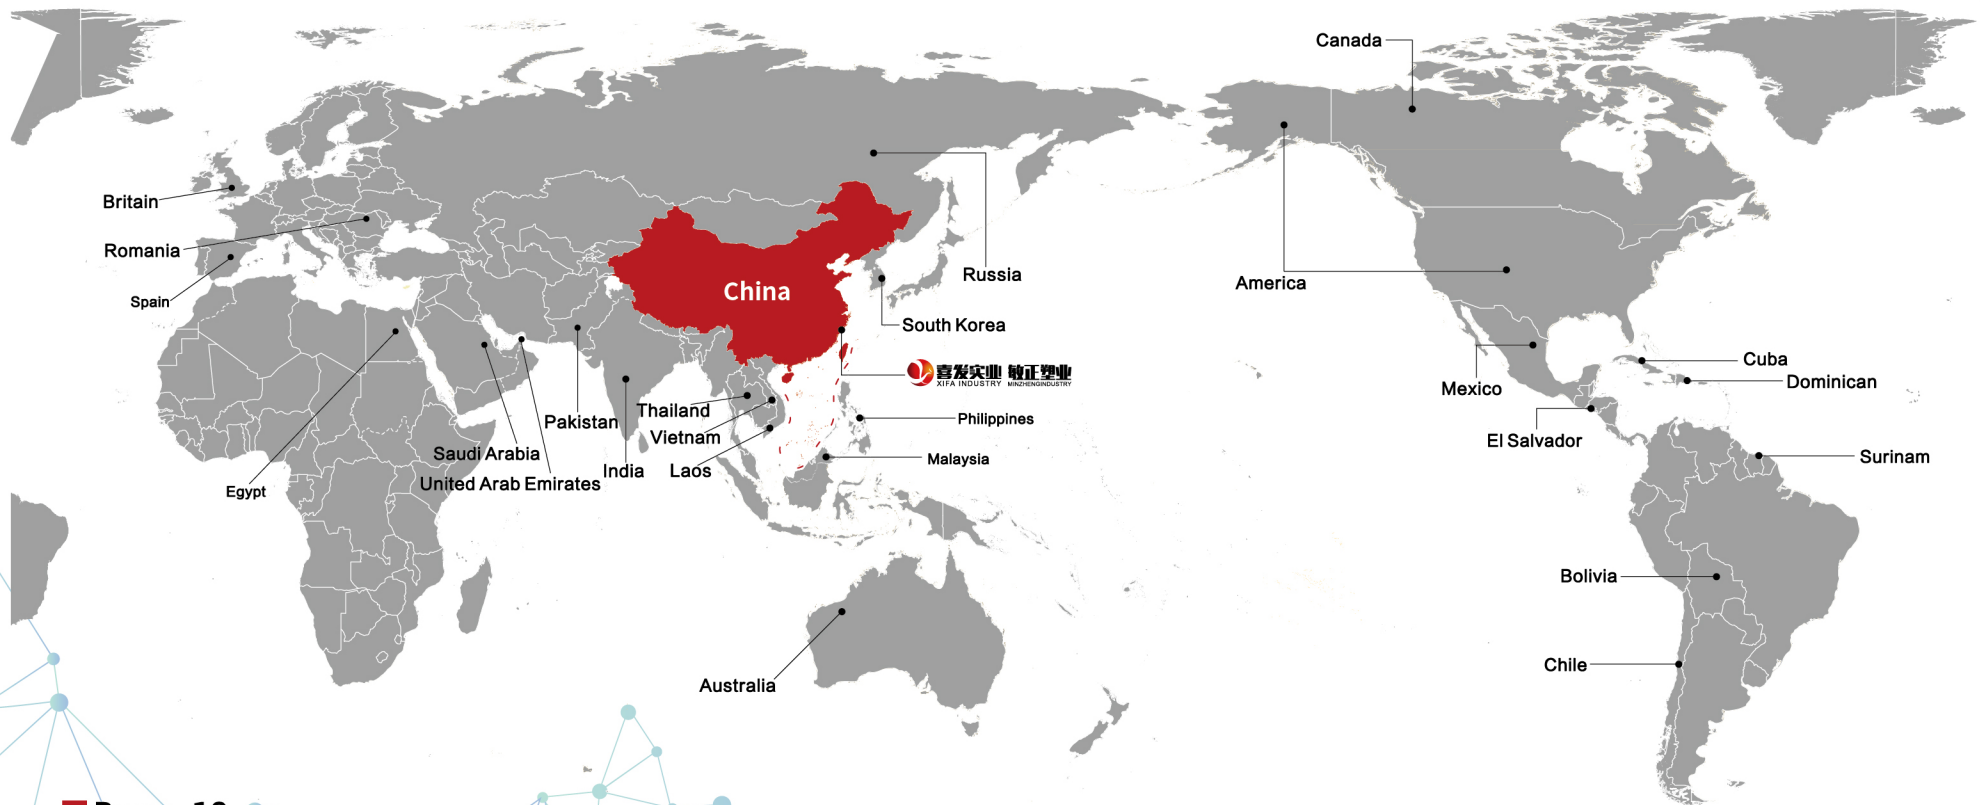 Canada
Britain
Romania
Spain
Russia
America
China
South Korea
喜发实业 敏正塑业
XIFA INDUSTRY MINZHENGINDUSTRY
Cuba
Dominican
Mexico
El Salvador
Thailand
Pakistan
Vietnam
Philippines
Saudi Arabia
India
Laos
Malaysia
United Arab Emirates
Egypt
Surinam
Bolivia
Chile
Australia